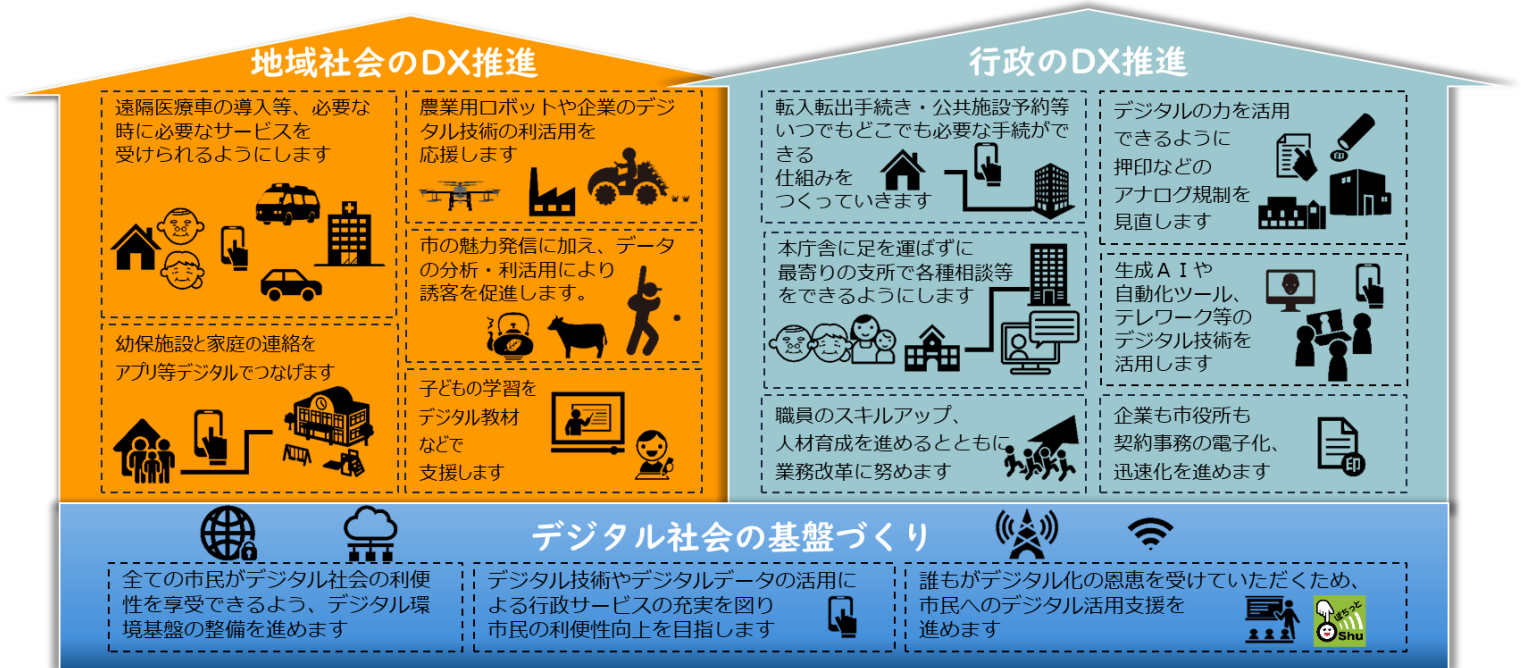 地域社会のDX推進
遠隔医療車の導入等、必要な
時に必要なサービスを
受けられるようにします
農業用ロボットや企業のデジ
タル技術の利活用を
応援します
市の魅力発信に加え、データ
の分析・利活用により
誘客を促進します。
幼保施設と家庭の連絡を
アプリ等デジタルでつなげます
子どもの学習を
デジタル教材
などで
支援します
行政のDX推進
転入転出手続き・公共施設予約等
いつでもどこでも必要な手続がで
きる
仕組みを
つくっていきます
デジタルの力を活用
できるように
押印などの
アナログ規制を
見直します
本庁舎に足を運ばずに
最寄りの支所で各種相談等
をできるようにします
生成AIや
自動化ツール、
テレワーク等の
デジタル技術を
活用します
職員のスキルアップ、
人材育成を進めるとともに
業務改革に努めます
企業も市役所も
契約事務の電子化、
迅速化を進めます
印
印
デジタル社会の基盤づくり
全ての市民がデジタル社会の利便
性を享受できるよう、デジタル環
境基盤の整備を進めます
デジタル技術やデジタルデータの活用に
よる行政サービスの充実を図り
市民の利便性向上を目指します
誰もがデジタル化の恩恵を受けていただくため、
市民へのデジタル活用支援を
進めます
ぽちっと
Shu